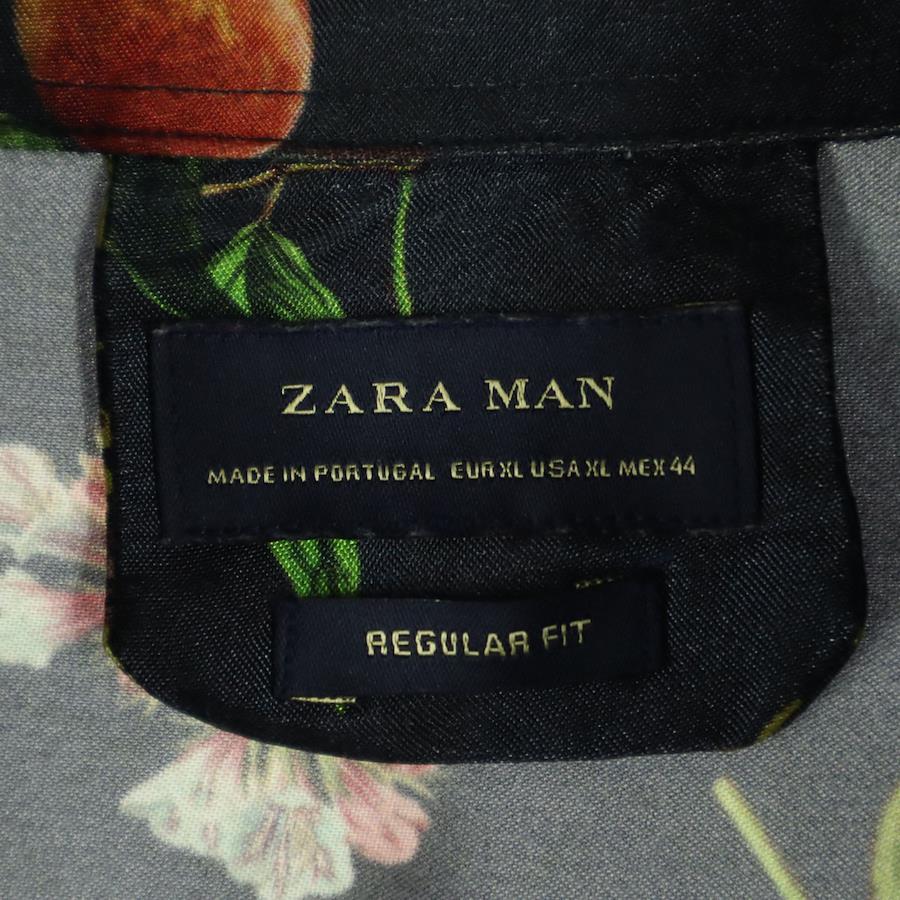 ZARA MAN
MADE IN PORTUGAL EUR XL USA XL MEX 44
REGULAR FIT